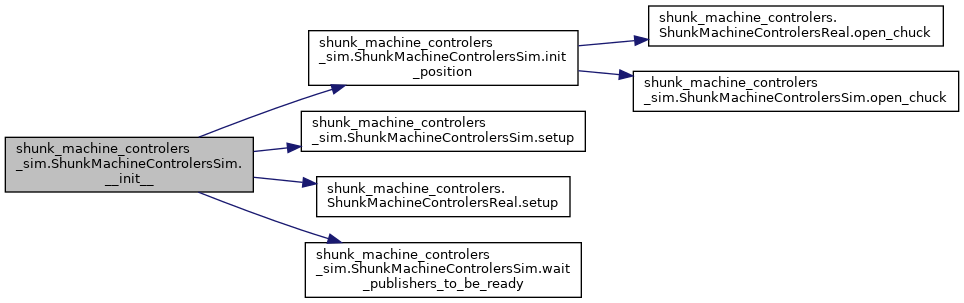 shunk_machine_controlers
_sim.ShunkMachineControlersSim.
__init__
shunk_machine_controlers
_sim.ShunkMachineControlersSim.init
_position
shunk_machine_controlers.
ShunkMachineControlersReal.open_chuck
shunk_machine_controlers
_sim.ShunkMachineControlersSim.open_chuck
shunk_machine_controlers
_sim.ShunkMachineControlersSim.setup
shunk_machine_controlers.
ShunkMachineControlersReal.setup
shunk_machine_controlers
_sim.ShunkMachineControlersSim.wait
_publishers_to_be_ready